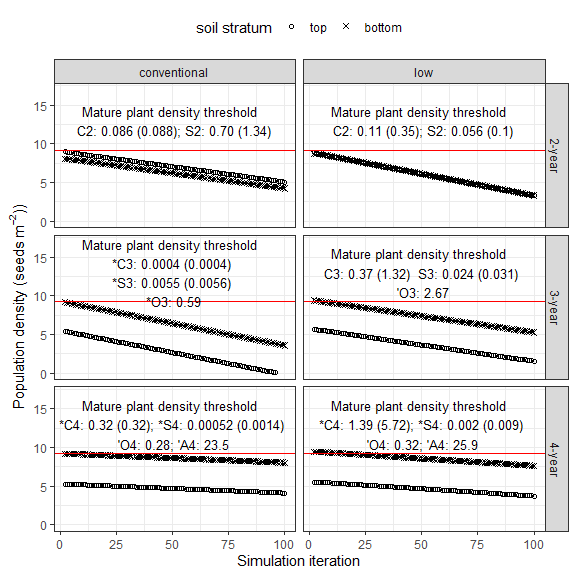 soil stratum top bottom
conventional low
Mature plant density threshold
C2: 0.086 (0.088); S2: 0.70 (1.34)
Mature plant density threshold
C2: 0.11 (0.35); S2: 0.056 (0.1)
15
10
5
0
2-year
Mature plant density threshold
*C3: 0.0004 (0.0004)
*S3: 0.0055 (0.0056)
*O3: 0.59
Mature plant density threshold
C3: 0.37 (1.32) S3: 0.024 (0.031)
'O3: 2.67
15
10
5
0
3-year
Mature plant density threshold
*C4: 0.32 (0.32); *S4: 0.00052 (0.0014)
'O4: 0.28; 'A4: 23.5
Mature plant density threshold
*C4: 1.39 (5.72); *S4: 0.002 (0.009)
'O4: 0.32; 'A4: 25.9
15
10
5
0
4-year
0 25 50 75 100 0 25 50 75 100
Simulation iteration
Population density (seeds m⁻²))